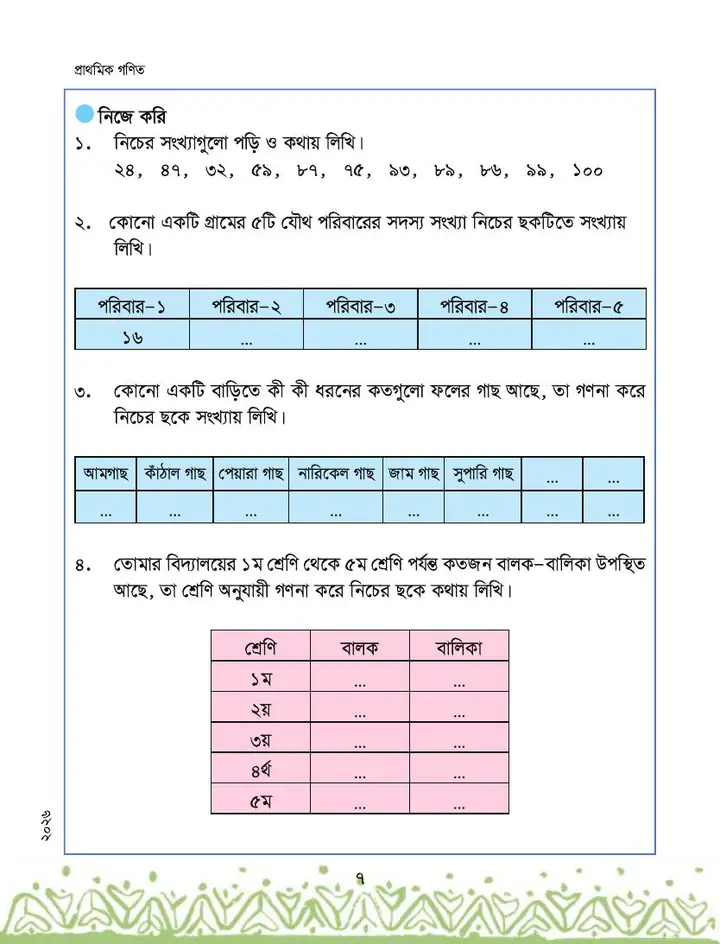 প্রাথমিক গণিত
নিজে করি
১. নিচের সংখ্যাগুলো পড়ি ও কথায় লিখি।
২৪, ৪৭, ৩২, ৫৯, ৮৭, ৭৫, ৯৩, ৮৯, ৮৬, ৯৯, ১০০
২. কোনো একটি গ্রামের ৫টি যৌথ পরিবারের সদস্য সংখ্যা নিচের ছকটিতে সংখ্যায়
লিখি।
পরিবার–১ পরিবার–২ পরিবার–৩ পরিবার–৪ পরিবার–৫
১৬ ... ... ... ...
৩. কোনো একটি বাড়িতে কী কী ধরনের কতগুলো ফলের গাছ আছে, তা গণনা করে
নিচের ছকে সংখ্যায় লিখি।
আমগাছ কাঁঠাল গাছ পেয়ারা গাছ নারিকেল গাছ জাম গাছ সুপারি গাছ ... ...
... ... ... ... ... ... ... ...
৪. তোমার বিদ্যালয়ের ১ম শ্রেণি থেকে ৫ম শ্রেণি পর্যন্ত কতজন বালক–বালিকা উপস্থিত
আছে, তা শ্রেণি অনুযায়ী গণনা করে নিচের ছকে কথায় লিখি।
শ্রেণি বালক বালিকা
১ম ... ...
২য় ... ...
৩য় ... ...
৪র্থ ... ...
৫ম ... ...
২০২৬
৭